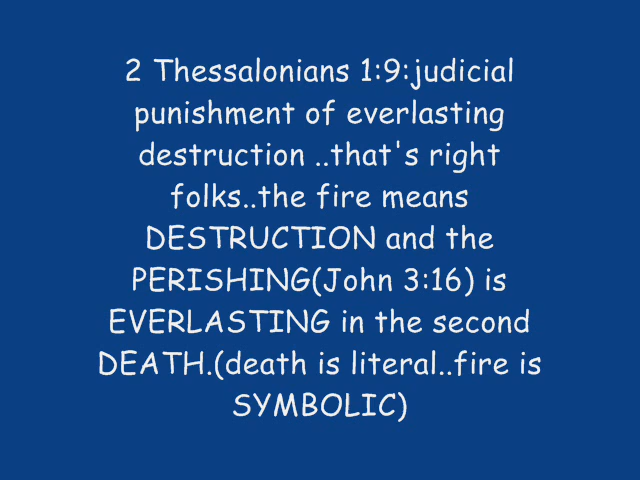 2 Thessalonians 1:9:judicial
punishment of everlasting
destruction ..that's right
folks..the fire means
DESTRUCTION and the
PERISHING(John 3:16) is
EVERLASTING in the second
DEATH.(death is literal..fire is
SYMBOLIC)